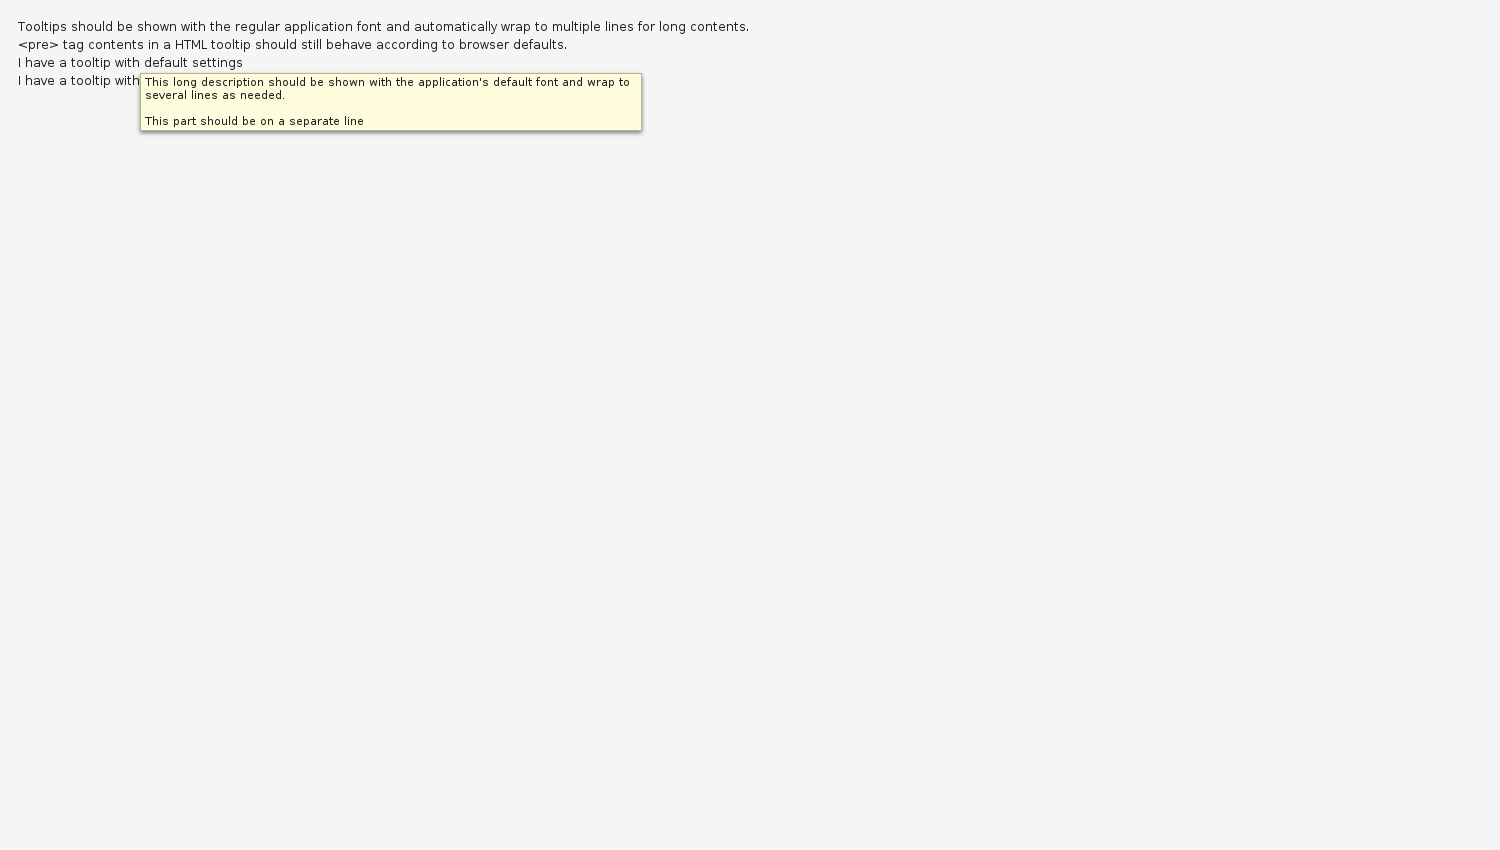 Tooltips should be shown with the regular application font and automatically wrap to multiple lines for long contents.
<pre> tag contents in a HTML tooltip should still behave according to browser defaults.
I have a tooltip with default settings
I have a tooltip with
This long description should be shown with the application's default font and wrap to
several lines as needed.
This part should be on a separate line